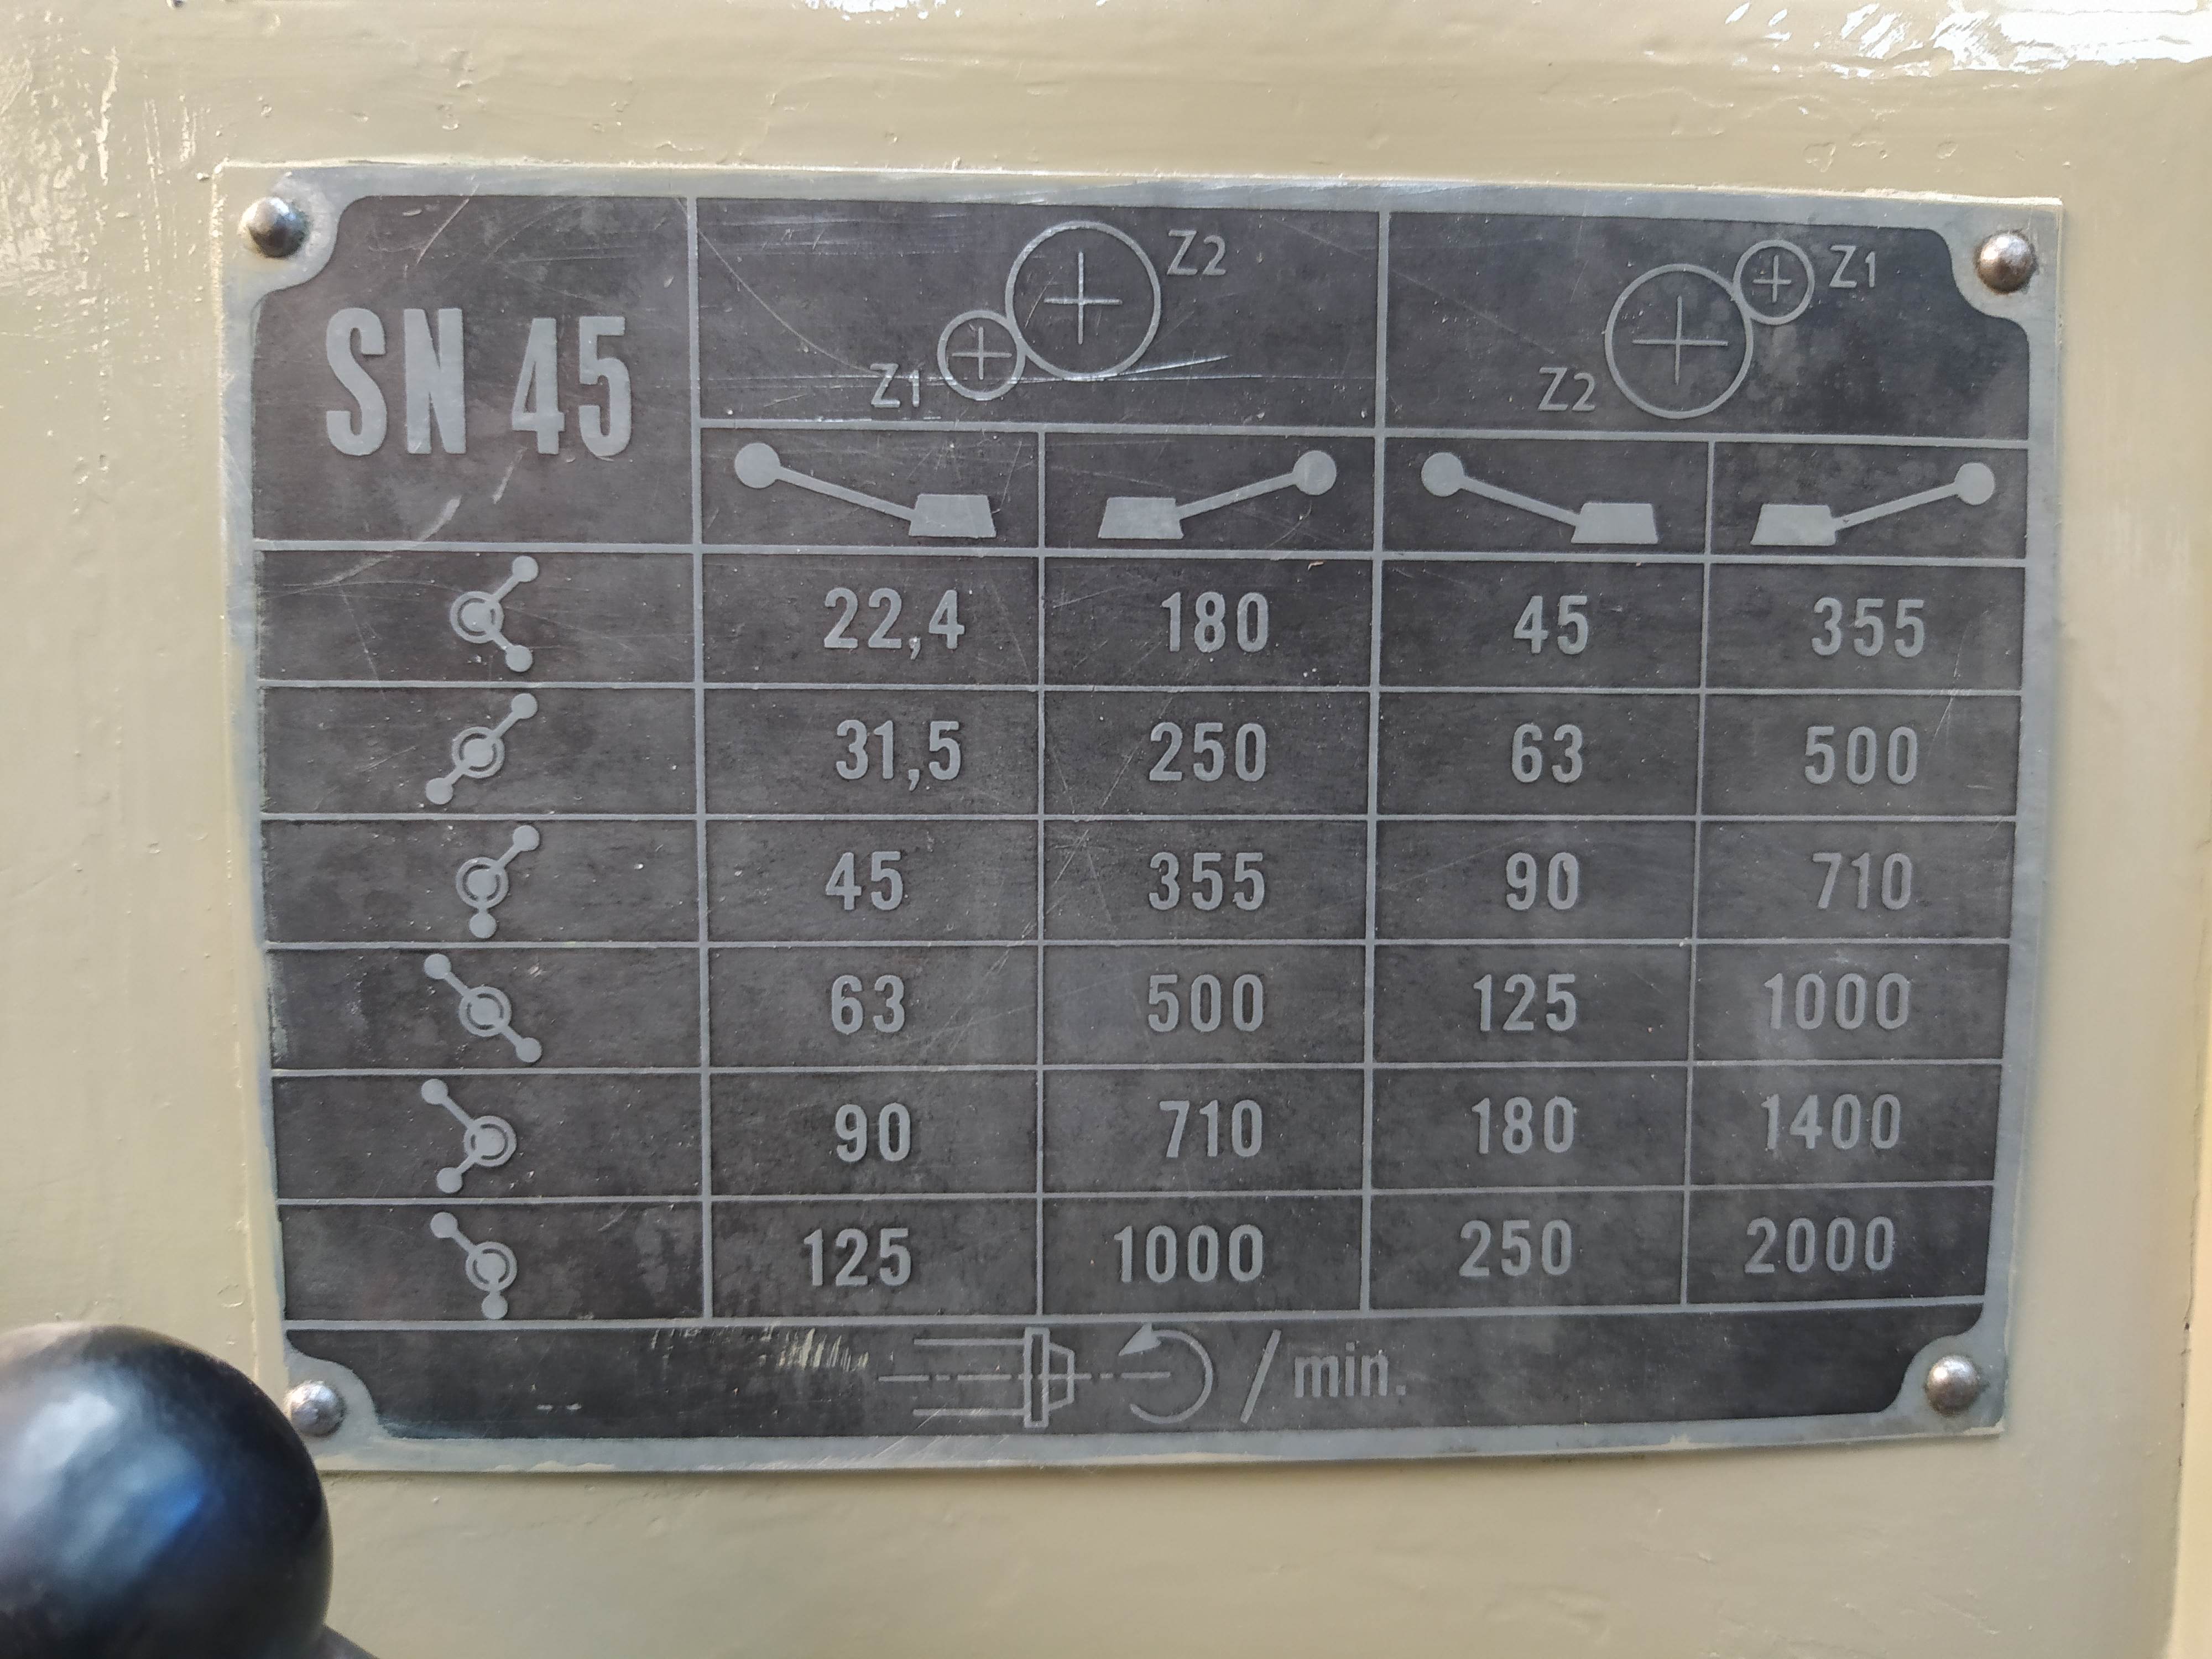 Z2 Z1
SN 45
Z1 Z2
22,4 180 45 355
31,5 250 63 500
45 355 90 710
63 500 125 1000
90 710 180 1400
125 1000 250 2000
/min.